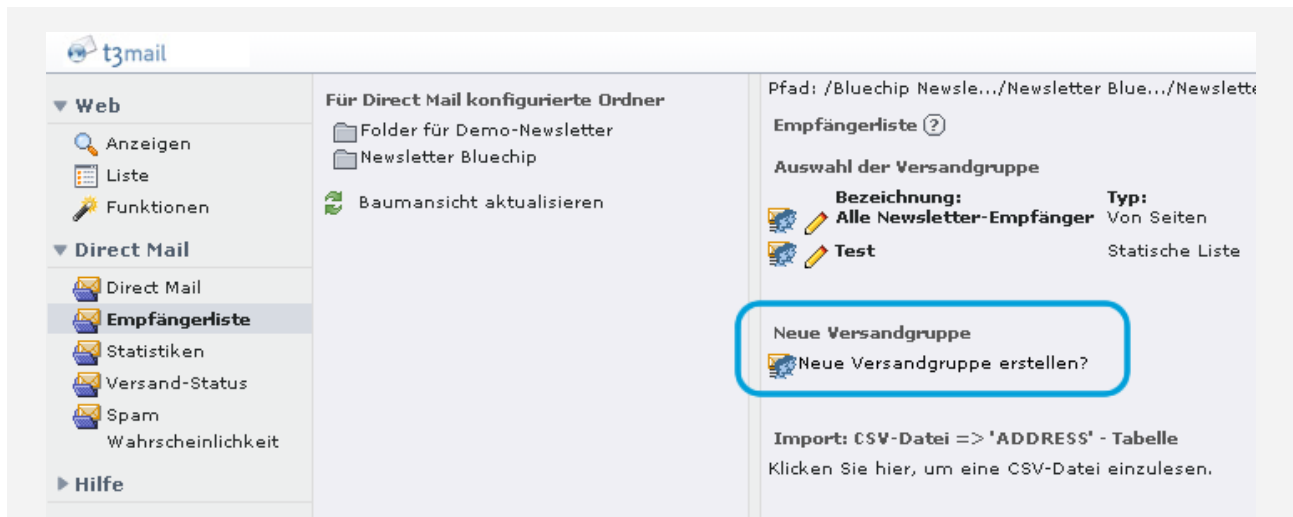 t3mail
Web
Anzeigen
Liste
Funktionen
Direct Mail
Direct Mail
Empfängerliste
Statistiken
Versand-Status
Spam
Wahrscheinlichkeit
Hilfe
Für Direct Mail konfigurierte Ordner
Folder für Demo-Newsletter
Newsletter Bluechip
Baumansicht aktualisieren
Pfad: /Bluechip Newsle.../Newsletter Blue.../Newslette
Empfängerliste ?
Auswahl der Versandgruppe
Bezeichnung: Typ:
Alle Newsletter-Empfänger Von Seiten
Test Statische Liste
Neue Versandgruppe
Neue Versandgruppe erstellen?
Import: CSV-Datei => 'ADDRESS' - Tabelle
Klicken Sie hier, um eine CSV-Datei einzulesen.